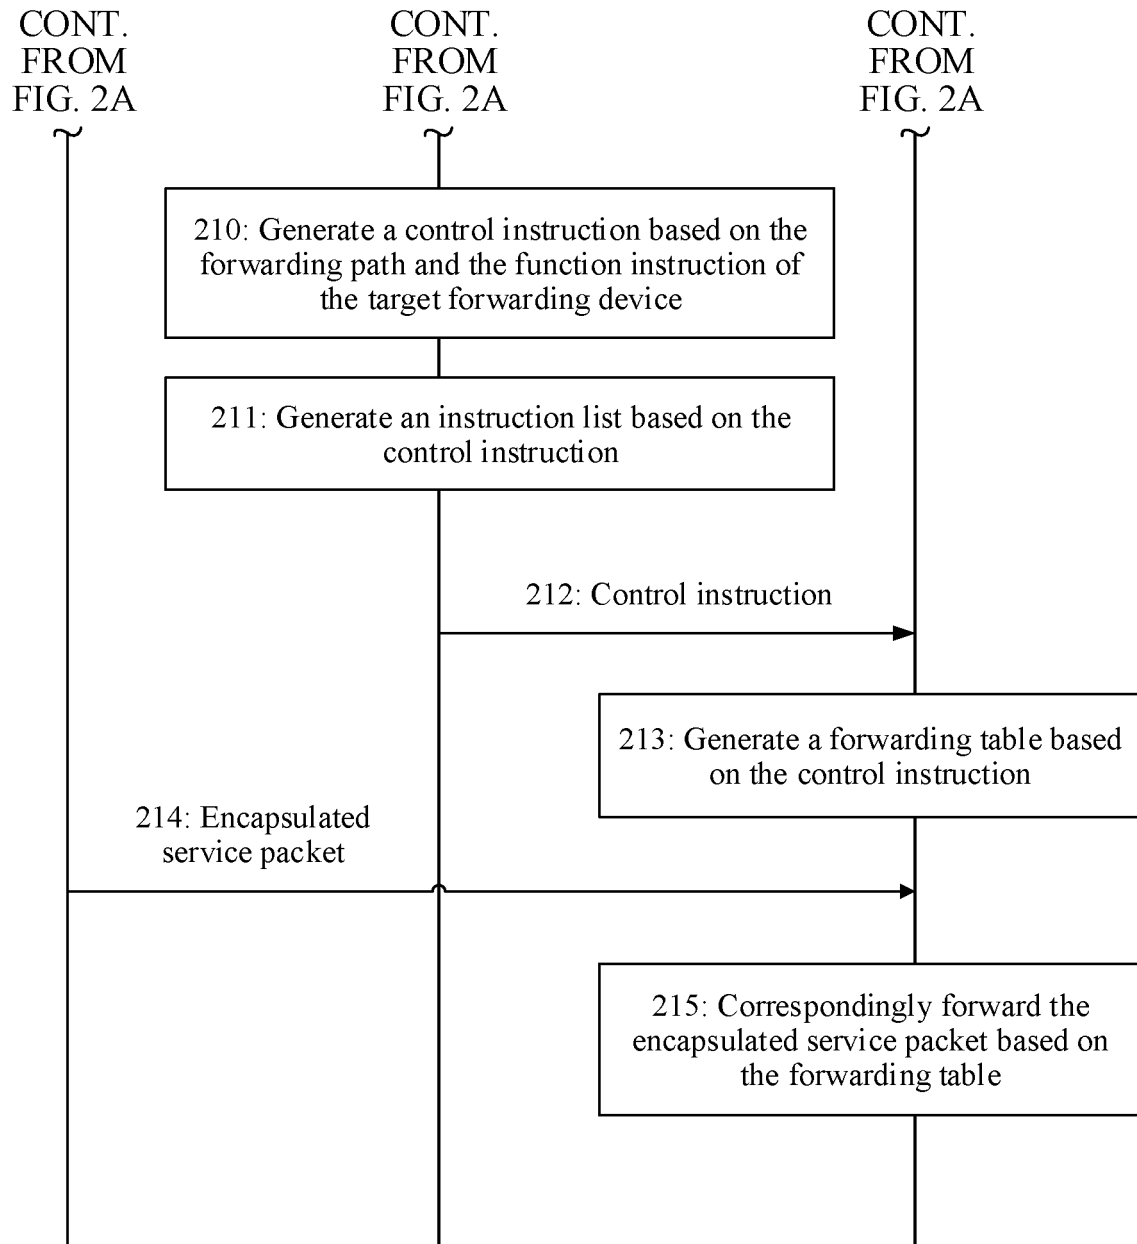 CONT.
FROM
FIG. 2A
CONT.
FROM
FIG. 2A
CONT.
FROM
FIG. 2A
210: Generate a control instruction based on the
forwarding path and the function instruction of
the target forwarding device
211: Generate an instruction list based on the
control instruction
212: Control instruction
213: Generate a forwarding table based
on the control instruction
214: Encapsulated
service packet
215: Correspondingly forward the
encapsulated service packet based on
the forwarding table